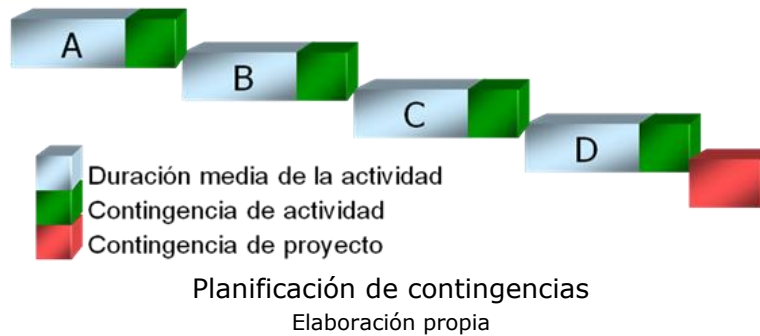 A
B
C
D
Duración media de la actividad
Contingencia de actividad
Contingencia de proyecto
Planificación de contingencias
Elaboración propia